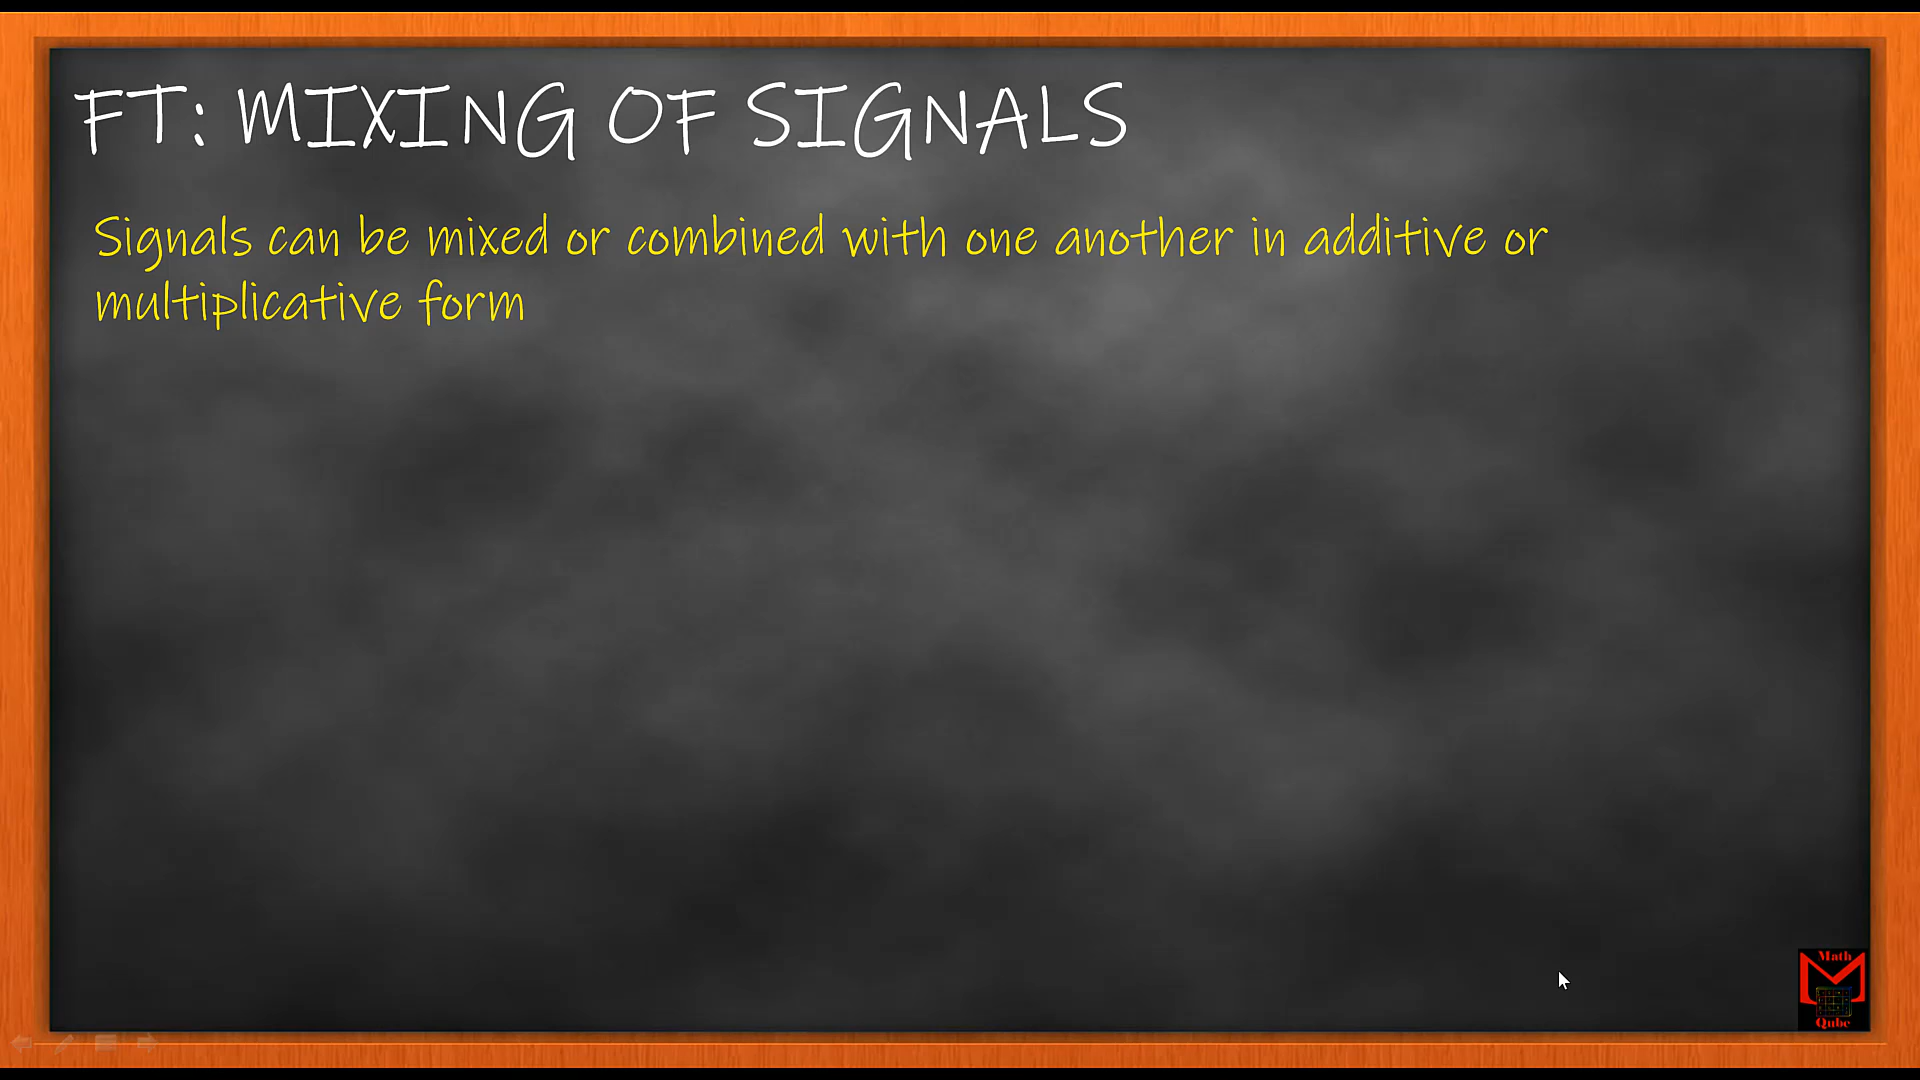 FT: MIXING OF SIGNALS
Signals can be mixed or combined with one another in additive or
multiplicative form
Math
Qube